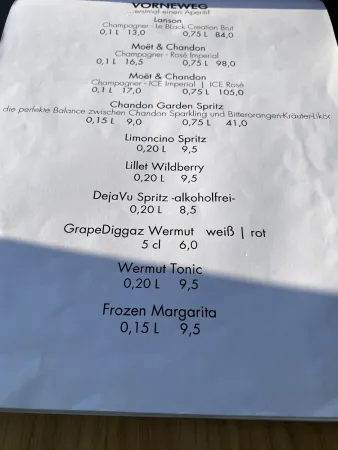 VORNEWEG
...enmal einen Aperitif
Lanson
Champagner - Le Black Creation Brut
0,1 L 13,0 0,75 L 84,0
Moët & Chandon
Champagner - Rosé Imperial
0,1 L 16,5 0,75 L 98,0
Moët & Chandon
Champagner - ICE Imperial | ICE Rosé
0,1 L 17,0 0,75 L 105,0
Chandon Garden Spritz
die perfekte Balance zwischen Chandon Sparkling und Bitterorangen-Kräuter-Likör
0,15 L 9,0 0,75 L 41,0
Limoncino Spritz
0,20 L 9,5
Lillet Wildberry
0,20 L 9,5
DejaVu Spritz -alkoholfrei-
0,20 L 8,5
GrapeDiggaz Wermut weiß | rot
5 cl 6,0
Wermut Tonic
0,20 L 9,5
Frozen Margarita
0,15 L 9,5